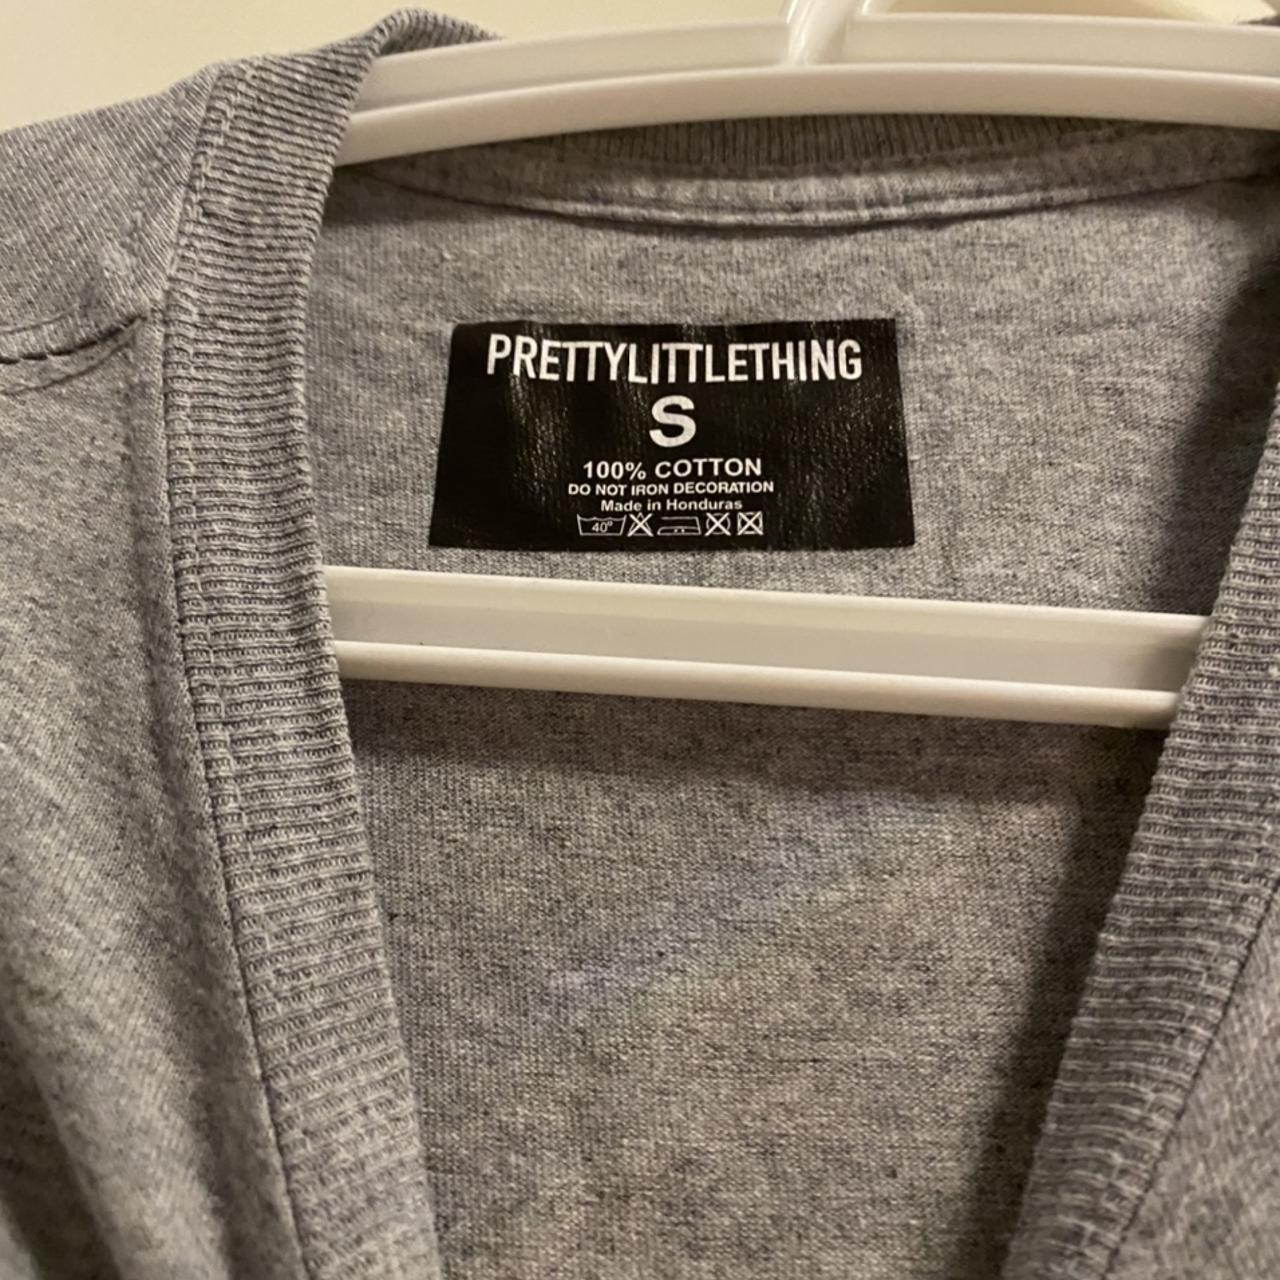 PRETTYLITTLETHING
S
100% COTTON
DO NOT IRON DECORATION
Made in Honduras
40°